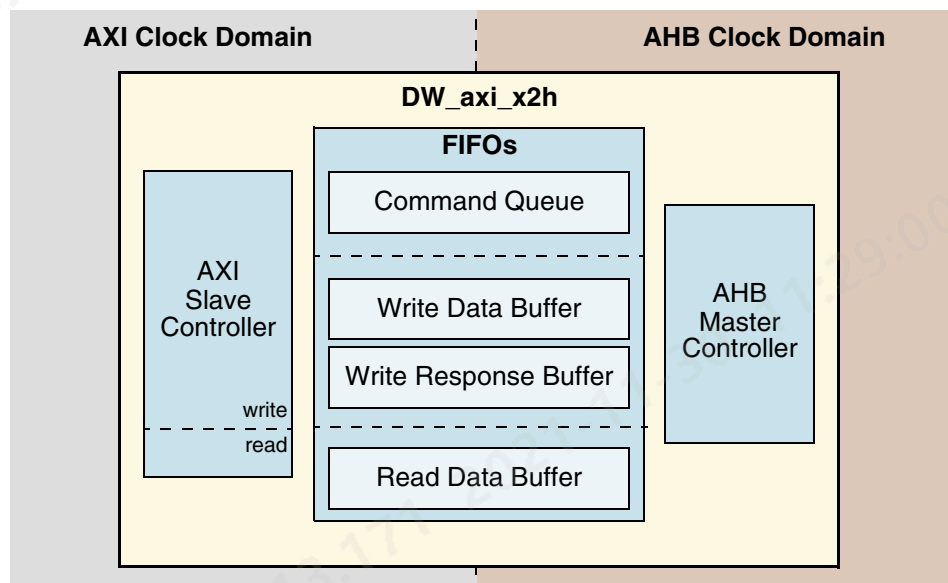 AXI Clock Domain
AHB Clock Domain
DW_axi_x2h
FIFOs
Command Queue
AXI
Slave
Controller
write
read
Write Data Buffer
Write Response Buffer
Read Data Buffer
AHB
Master
Controller